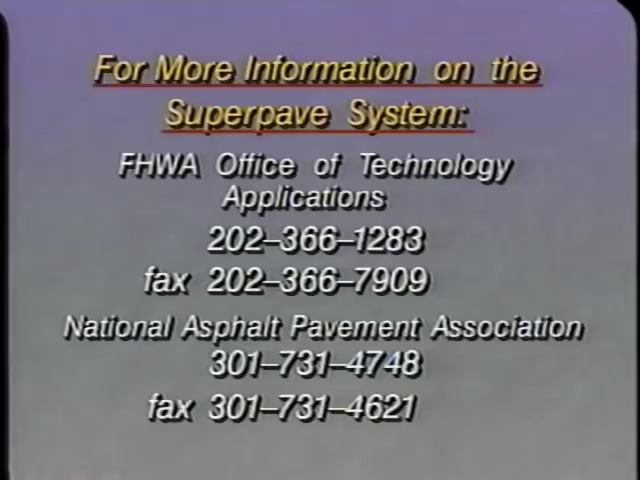 For More Information on the
Superpave System:
FHWA Office of Technology
Applications
202-366-1283
fax 202-366-7909
National Asphalt Pavement Association
301-731-4748
fax 301-731-4621